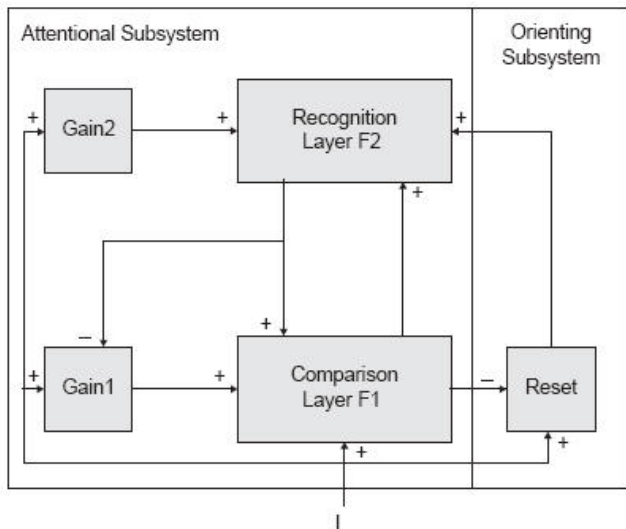 Attentional Subsystem
Orienting
Subsystem
+
Gain2
+
Recognition
Layer F2
+
+
−
+
+
Gain1
+
Comparison
Layer F1
−
Reset
+
+
I